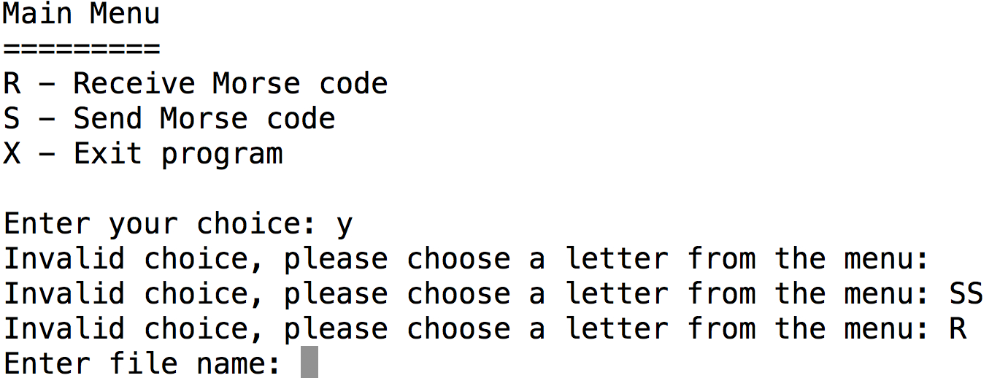 Main Menu
=========
R – Receive Morse code
S – Send Morse code
X – Exit program
Enter your choice: y
Invalid choice, please choose a letter from the menu:
Invalid choice, please choose a letter from the menu: SS
Invalid choice, please choose a letter from the menu: R
Enter file name: